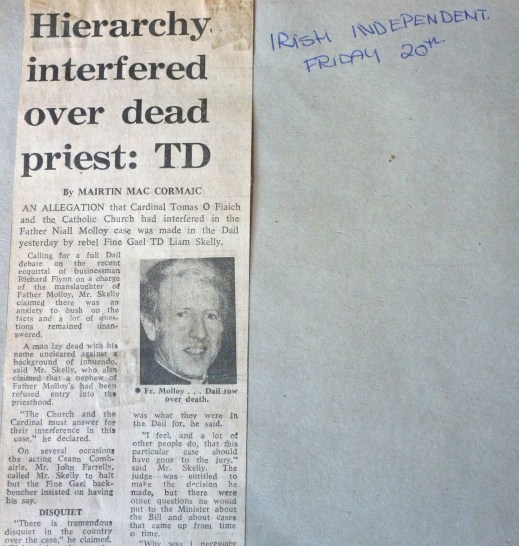 Hierarchy
interfered
over dead
priest: TD
By MAIRTIN MAC CORMAIC
AN ALLEGATION that Cardinal Tomas O Fiaich
and the Catholic Church had interfered in the
Father Niall Molloy case was made in the Dail
yesterday by rebel Fine Gael TD Liam Skelly.
Calling for a full Dail
debate on the recent
acquittal of businessman
Richard Flynn on a charge
of the manslaughter of
Father Molloy, Mr. Skelly
claimed there was an
anxiety to hush up the
facts and a lot of ques-
tions remained unan-
swered.
A man lay dead with his
name uncleared against a
background of innuendo,
said Mr. Skelly, who also
claimed that a nephew of
Father Molloy's had been
refused entry into the
priesthood.
"The Church and the
Cardinal must answer for
their interference in this
case," he declared.
On several occasions
the acting Ceann Comh-
airle, Mr. John Farrelly,
called Mr. Skelly to halt
but the Fine Gael back-
bencher insisted on having
his say.
DISQUIET
"There is tremendous
disquiet in the country
over the case," he claimed.
● Fr. Molloy . . . Dail row
over death.
was what they were in
the Dail for, he said.
"I feel, and a lot of
other people do, that this
particular case should
have gone to the jury,"
said Mr. Skelly. The
judge was entitled to
make the decision he
made, but there were
other questions he would
put to the Minister about
the Bill and about cases
that came up from time
o time.
"Why was i necessary
IRISH INDEPENDENT.
FRIDAY 20th